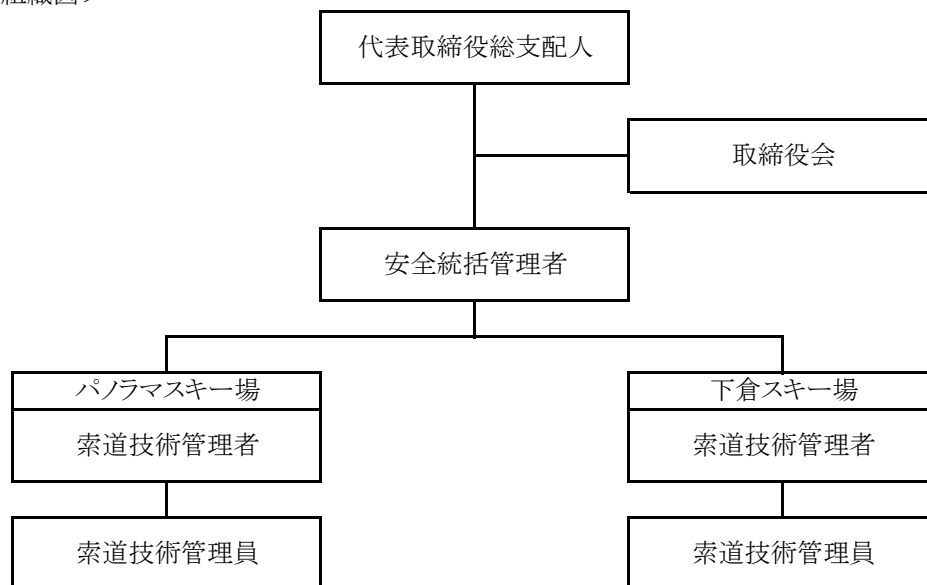 組織図>
代表取締役総支配人
取締役会
安全統括管理者
パノラマスキー場
下倉スキー場
索道技術管理者
索道技術管理者
索道技術管理員
索道技術管理員